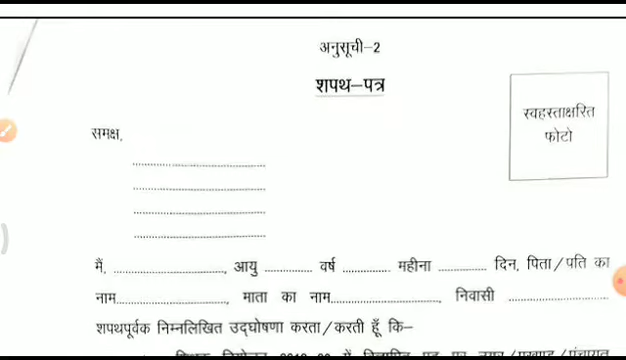 अनुसूची–2
शपथ–पत्र
स्वहस्ताक्षरित
फोटो
समक्ष,
................................................
................................................
................................................
................................................
मैं, ........................................, आयु ................. वर्ष ................. महीना ................. दिन, पिता/पति का
नाम........................................, माता का नाम........................................, निवासी ....................................
शपथपूर्वक निम्नलिखित उद्घोषणा करता/करती हूँ कि–